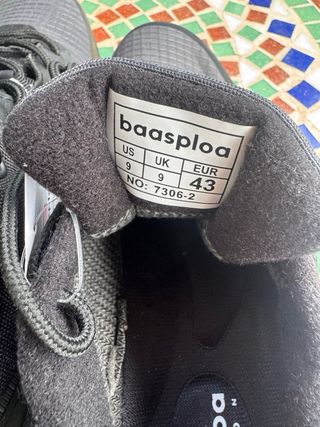 baasploa
US UK EUR
9 9 43
NO: 7306-2